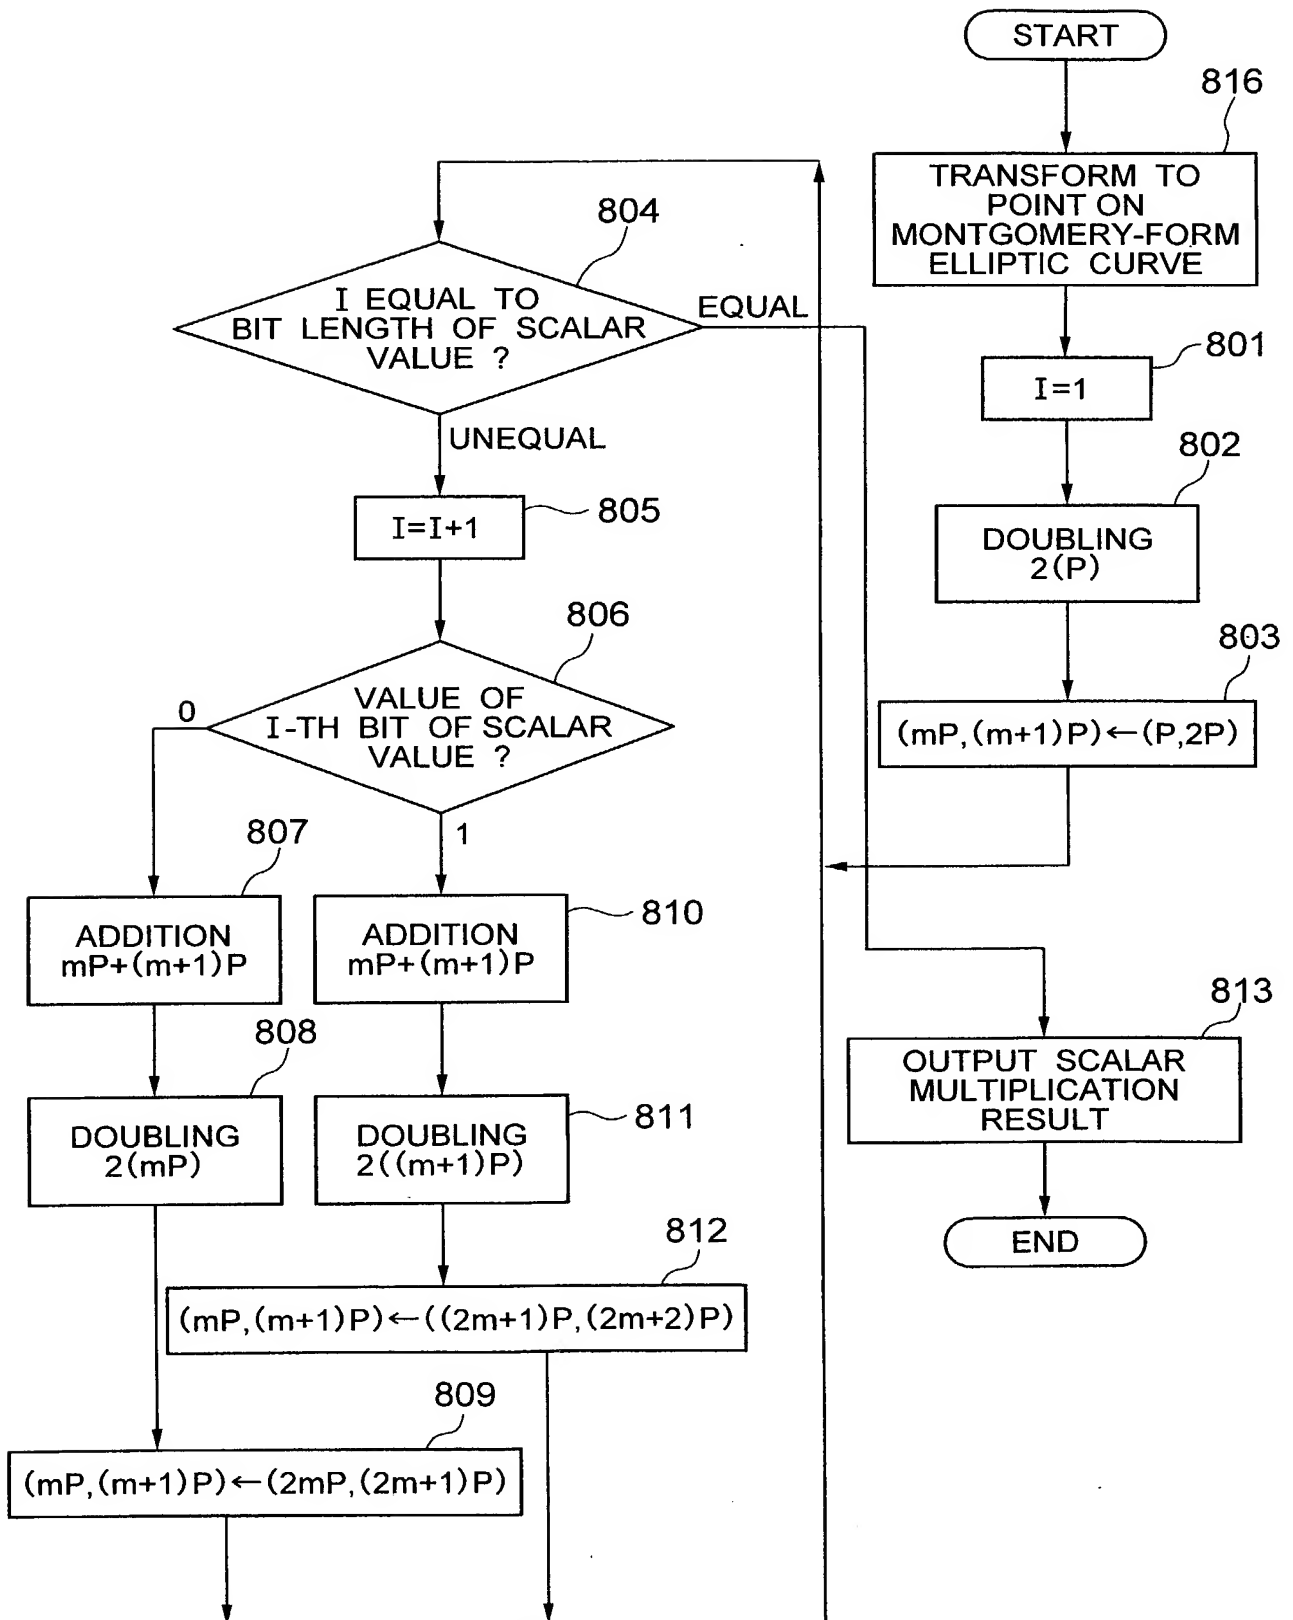 START
816
TRANSFORM TO
POINT ON
MONTGOMERY-FORM
ELLIPTIC CURVE
801
I=1
802
DOUBLING
2(P)
803
(mP,(m+1)P)←(P,2P)
804
I EQUAL TO
BIT LENGTH OF SCALAR
VALUE ?
EQUAL
UNEQUAL
805
I=I+1
806
VALUE OF
I-TH BIT OF SCALAR
VALUE ?
0
1
807
ADDITION
mP+(m+1)P
808
DOUBLING
2(mP)
809
(mP,(m+1)P)←(2mP,(2m+1)P)
810
ADDITION
mP+(m+1)P
811
DOUBLING
2((m+1)P)
812
(mP,(m+1)P)←((2m+1)P,(2m+2)P)
813
OUTPUT SCALAR
MULTIPLICATION
RESULT
END